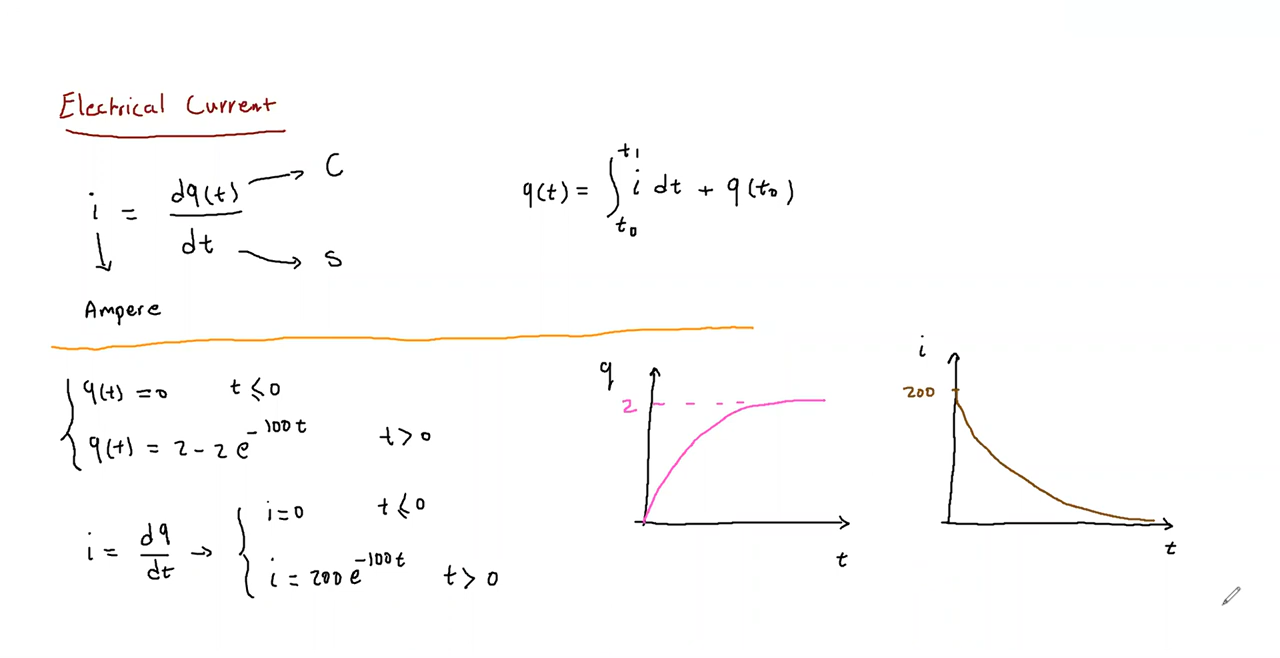 Electrical Current
i = dq(t)/dt
C
S
Ampere
q(t) = ∫_{t0}^{t1} i dt + q(t0)
{ q(t) = 0 t ≤ 0
q(t) = 2 - 2e^{-100t} t > 0
i = dq/dt → { i = 0 t ≤ 0
i = 200e^{-100t} t > 0
q
2
t
i
200
t